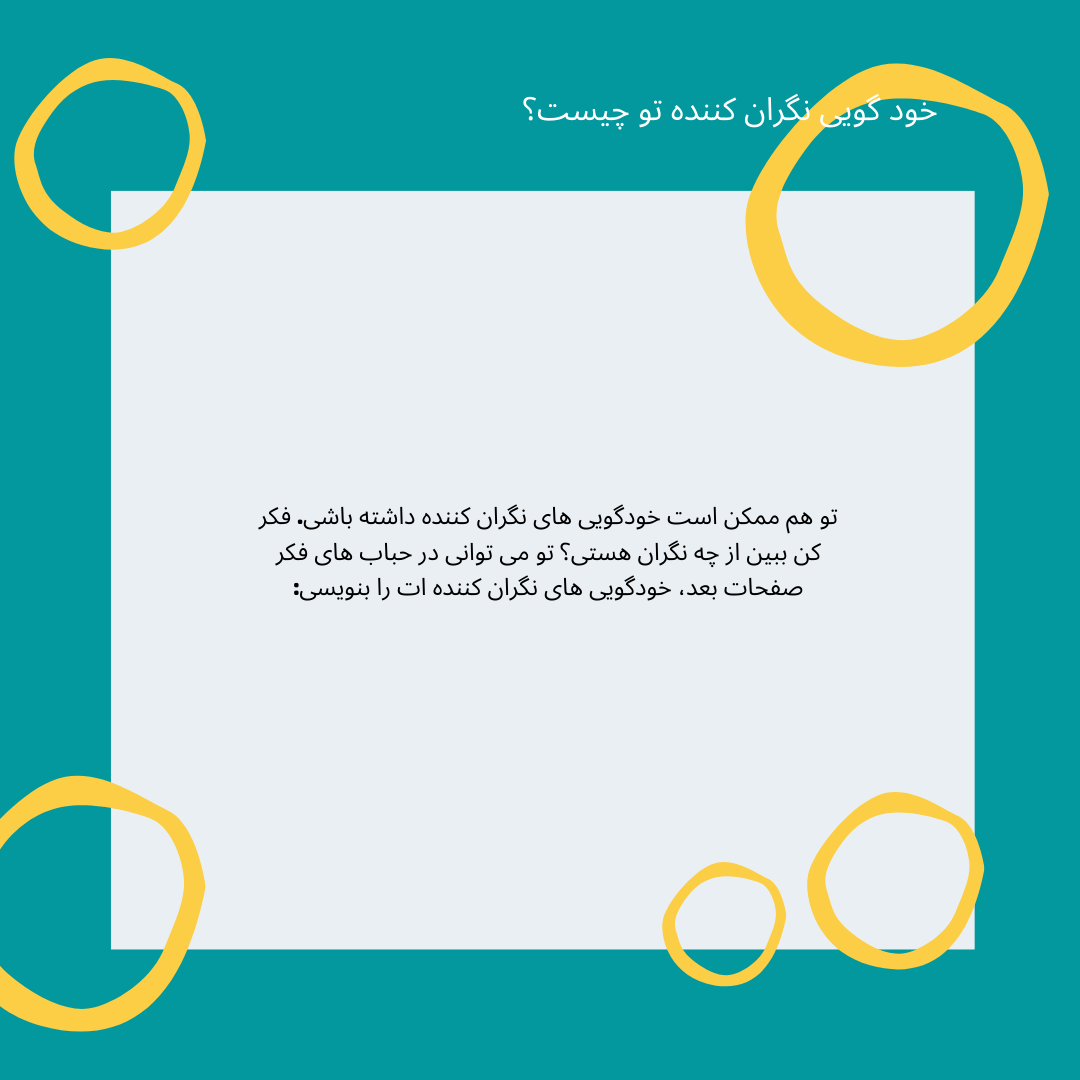 خود گویی نگران کننده تو چیست؟
تو هم ممکن است خودگویی های نگران کننده داشته باشی. فکر
کن ببین از چه نگران هستی؟ تو می توانی در حباب های فکر
صفحات بعد، خودگویی های نگران کننده ات را بنویسی: